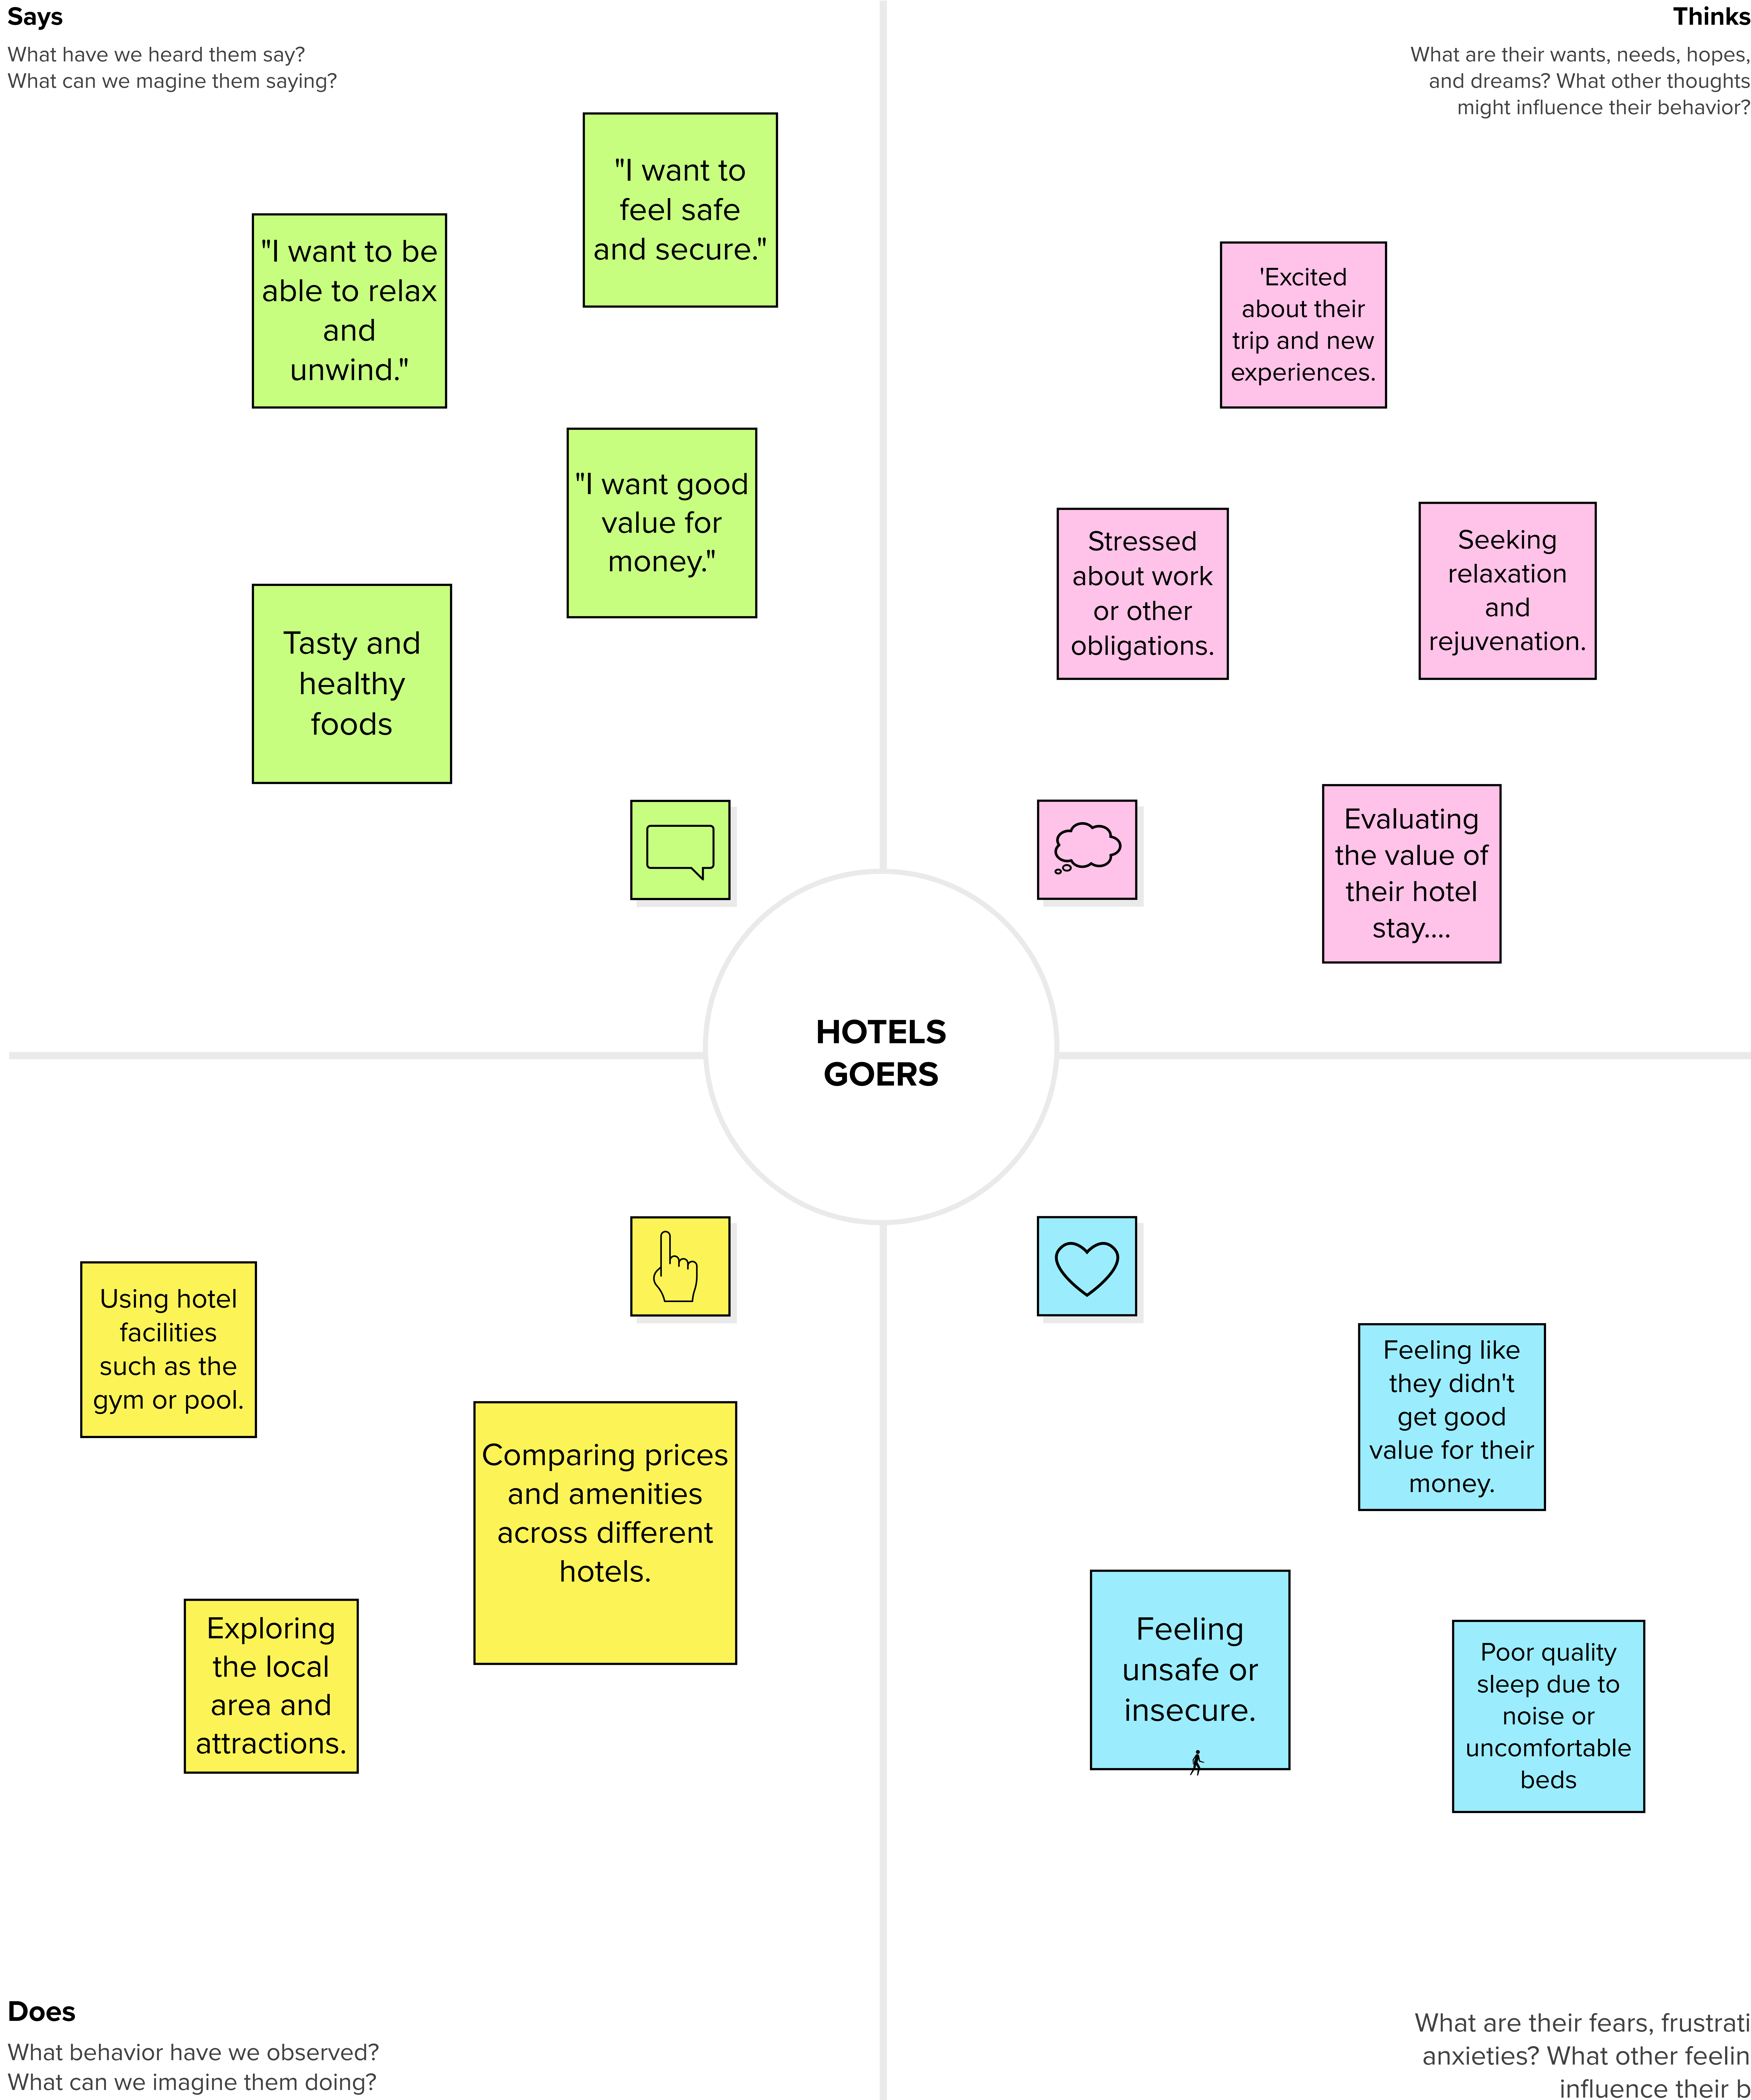 Says
What have we heard them say?
What can we magine them saying?
"I want to
feel safe
and secure."
"I want to be
able to relax
and
unwind."
"I want good
value for
money."
Tasty and
healthy
foods
Thinks
What are their wants, needs, hopes,
and dreams? What other thoughts
might influence their behavior?
'Excited
about their
trip and new
experiences.
Stressed
about work
or other
obligations.
Seeking
relaxation
and
rejuvenation.
Evaluating
the value of
their hotel
stay....
HOTELS
GOERS
Using hotel
facilities
such as the
gym or pool.
Comparing prices
and amenities
across different
hotels.
Exploring
the local
area and
attractions.
Does
What behavior have we observed?
What can we imagine them doing?
Feeling like
they didn't
get good
value for their
money.
Feeling
unsafe or
insecure.
Poor quality
sleep due to
noise or
uncomfortable
beds
What are their fears, frustrati
anxieties? What other feelin
influence their b